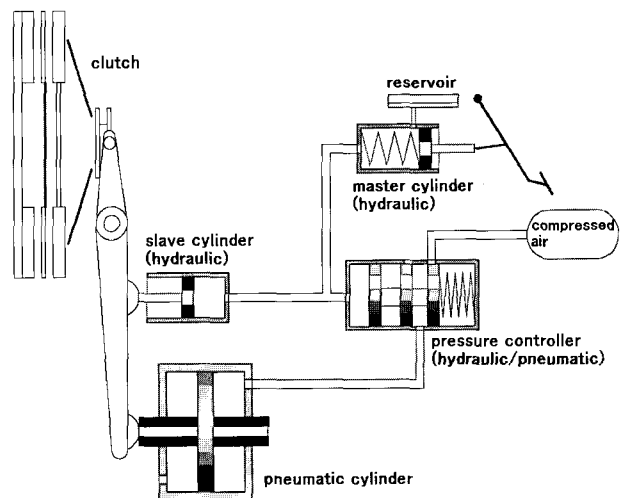 clutch
reservoir
master cylinder
(hydraulic)
compressed
air
slave cylinder
(hydraulic)
pressure controller
(hydraulic/pneumatic)
pneumatic cylinder